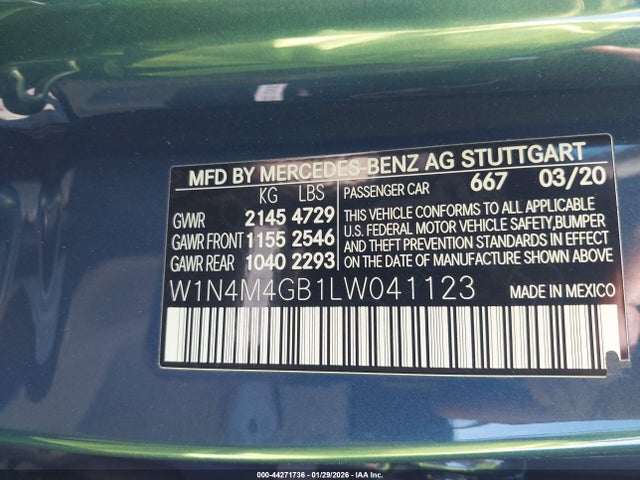 MFD BY MERCEDES-BENZ AG STUTTGART
KG LBS
GVWR 2145 4729
GAWR FRONT 1155 2546
GAWR REAR 1040 2293
PASSENGER CAR 667 03/20
THIS VEHICLE CONFORMS TO ALL APPLICABLE
U.S. FEDERAL MOTOR VEHICLE SAFETY, BUMPER
AND THEFT PREVENTION STANDARDS IN EFFECT
ON THE DATE OF MANUFACTURE SHOWN ABOVE.
W1N4M4GB1LW041123 MADE IN MEXICO
000-44271736 - 01/29/2026 - IAA Inc.